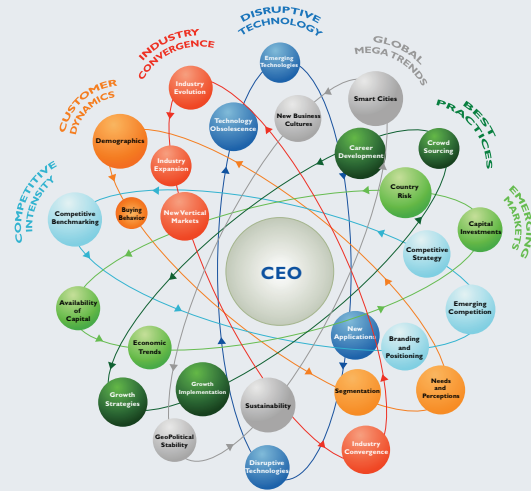 DISRUPTIVE
TECHNOLOGY
INDUSTRY
CONVERGENCE
GLOBAL
MEGA TRENDS
CUSTOMER
DYNAMICS
BEST
PRACTICES
COMPETITIVE
INTENSITY
EMERGING
MARKETS
Emerging
Technologies
Industry
Evolution
Smart Cities
Technology
Obsolescence
New Business
Cultures
Demographics
Career
Development
Crowd
Sourcing
Industry
Expansion
Country
Risk
Competitive
Benchmarking
Buying
Behavior
New Vertical
Markets
Capital
Investments
Competitive
Strategy
CEO
Availability
of
Capital
Emerging
Competition
Economic
Trends
New
Applications
Branding
and
Positioning
Growth
Strategies
Growth
Implementation
Sustainability
Segmentation
Needs
and
Perceptions
GeoPolitical
Stability
Industry
Convergence
Disruptive
Technologies